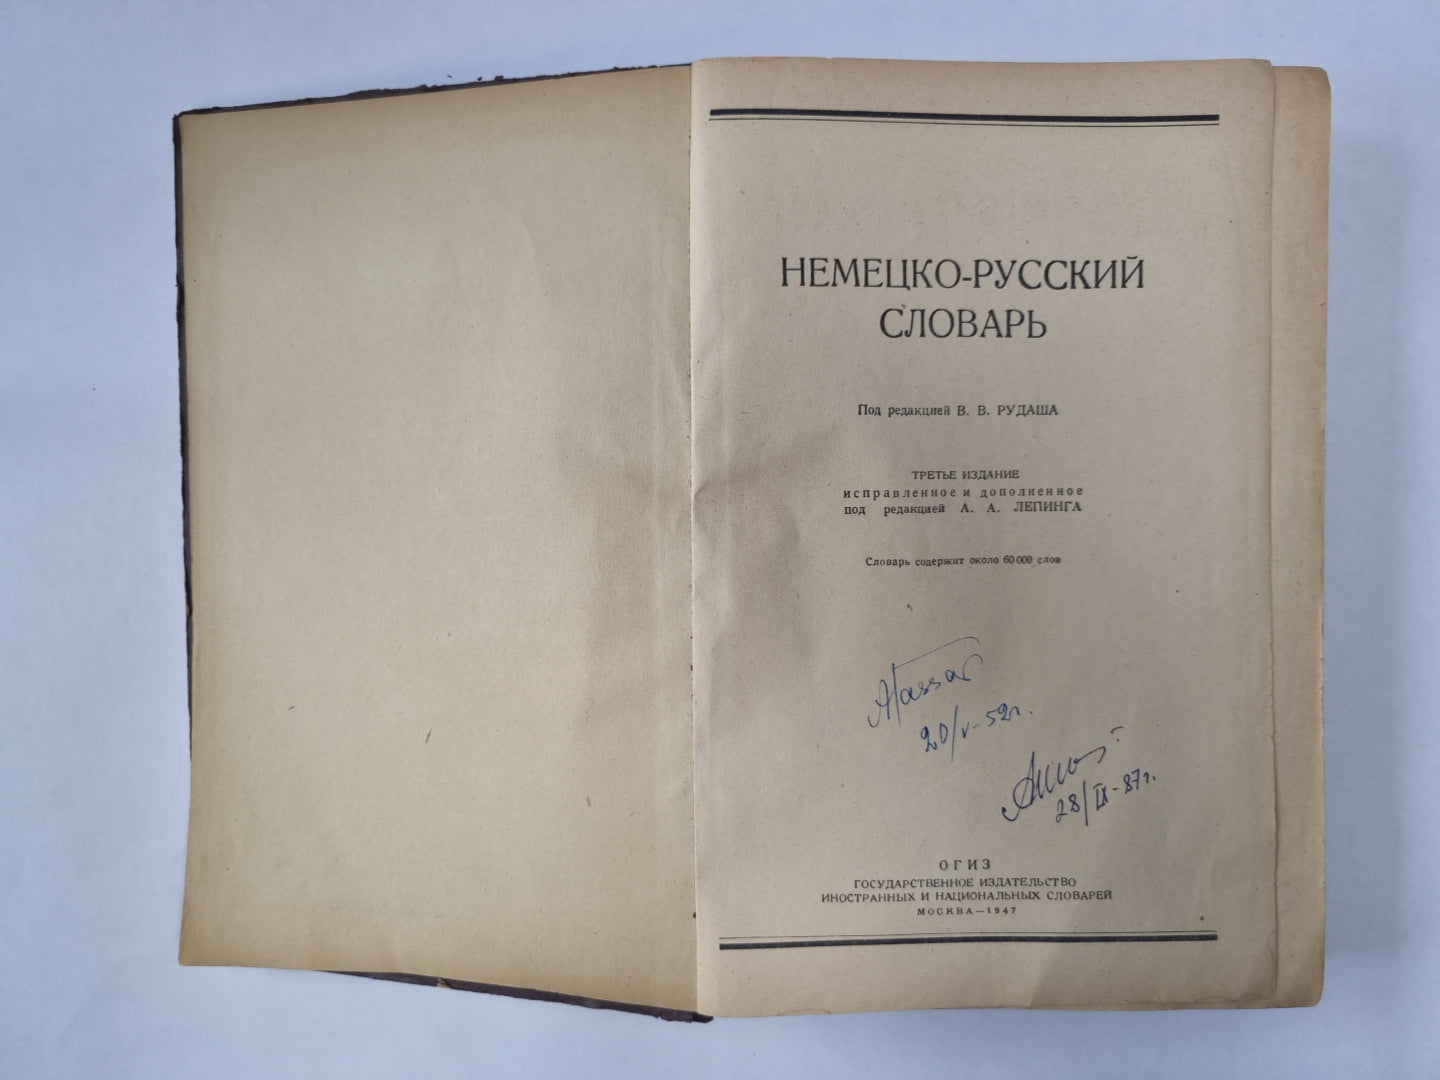 НЕМЕЦКО-РУССКИЙ
СЛОВАРЬ
Под редакцией В. В. РУДАША
ТРЕТЬЕ ИЗДАНИЕ
исправленное и дополненное
под редакцией А. А. ЛЕПИНГА
Словарь содержит около 60 000 слов
20/V-52г.
28/IX-87г.
ОГИЗ
ГОСУДАРСТВЕННОЕ ИЗДАТЕЛЬСТВО
ИНОСТРАННЫХ И НАЦИОНАЛЬНЫХ СЛОВАРЕЙ
МОСКВА—1947